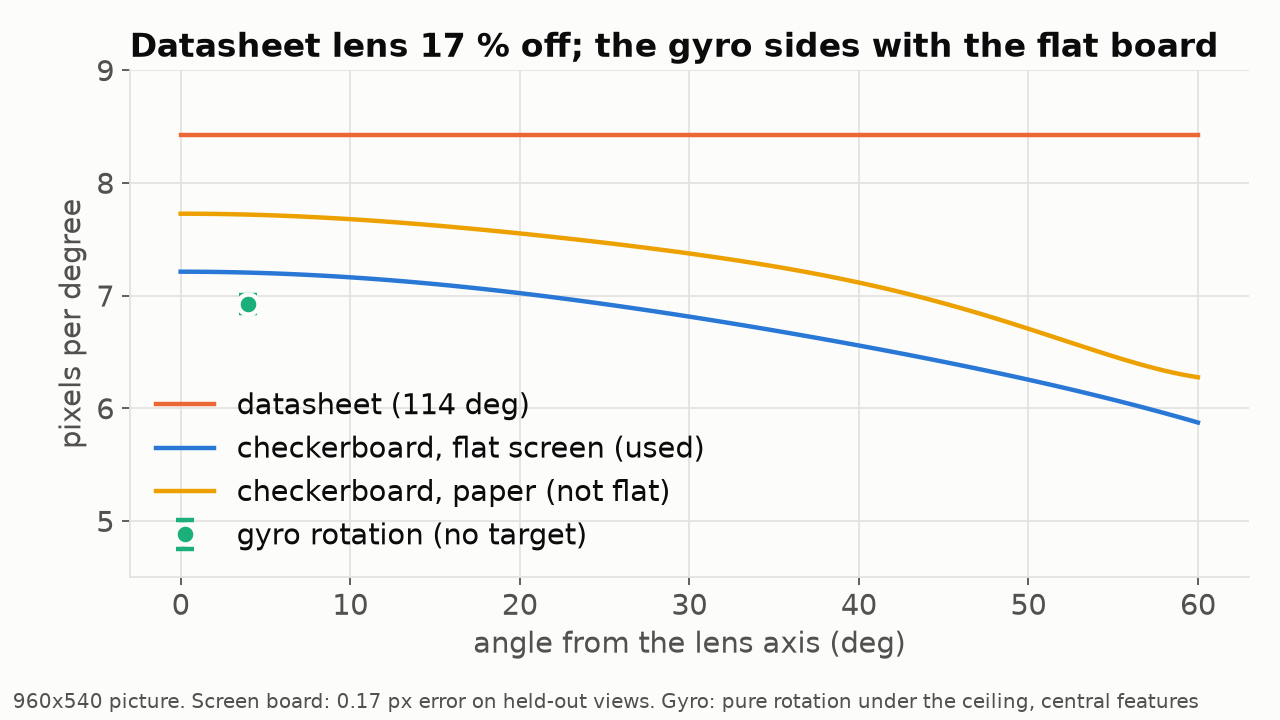 Datasheet lens 17 % off; the gyro sides with the flat board
9
8
7
6
5
pixels per degree
datasheet (114 deg)
checkerboard, flat screen (used)
checkerboard, paper (not flat)
gyro rotation (no target)
0 10 20 30 40 50 60
angle from the lens axis (deg)
960x540 picture. Screen board: 0.17 px error on held-out views. Gyro: pure rotation under the ceiling, central features